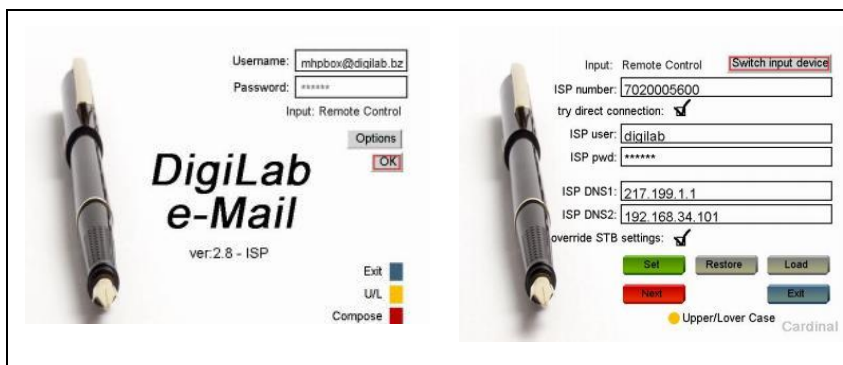 Username: mhpbox@digilab.bz
Password: ******
Input: Remote Control
Options
OK
DigiLab
e-Mail
ver:2.8 - ISP
Exit
U/L
Compose
Input: Remote Control Switch input device
ISP number: 7020005600
try direct connection:
ISP user: digilab
ISP pwd: ******
ISP DNS1: 217.199.1.1
ISP DNS2: 192.168.34.101
override STB settings:
Set Restore Load
Next Exit
Upper/Lover Case
Cardinal